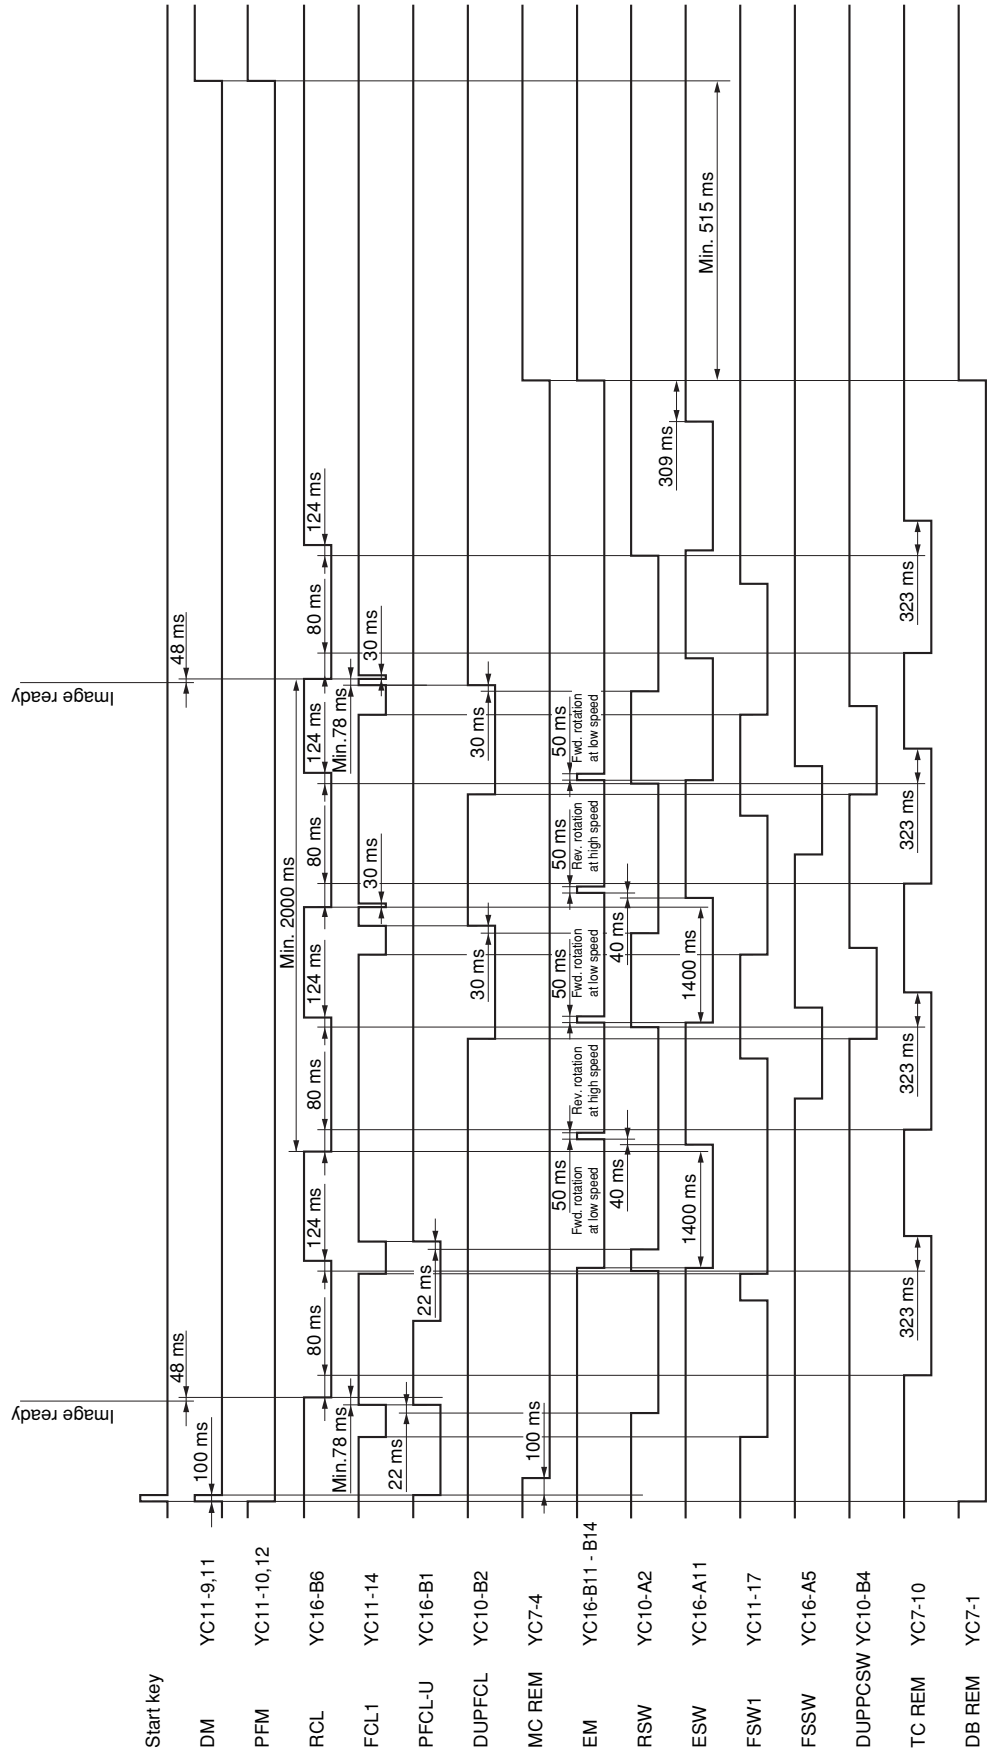 Image ready
Image ready
Start key
DM YC11-9,11
100 ms
48 ms
48 ms
PFM YC11-10,12
Min. 2000 ms
RCL YC16-B6
80 ms
124 ms
80 ms
124 ms
80 ms
124 ms
80 ms
124 ms
FCL1 YC11-14
Min.78 ms
30 ms
Min.78 ms
30 ms
PFCL-U YC16-B1
22 ms
22 ms
DUPFCL YC10-B2
30 ms
30 ms
MC REM YC7-4
100 ms
EM YC16-B11 - B14
50 ms
Fwd. rotation
at low speed
Rev. rotation
at high speed
50 ms
Fwd. rotation
at low speed
50 ms
Rev. rotation
at high speed
50 ms
Fwd. rotation
at low speed
RSW YC10-A2
40 ms
40 ms
ESW YC16-A11
1400 ms
1400 ms
309 ms
Min. 515 ms
FSW1 YC11-17
FSSW YC16-A5
DUPPCSW YC10-B4
TC REM YC7-10
323 ms
323 ms
323 ms
323 ms
DB REM YC7-1